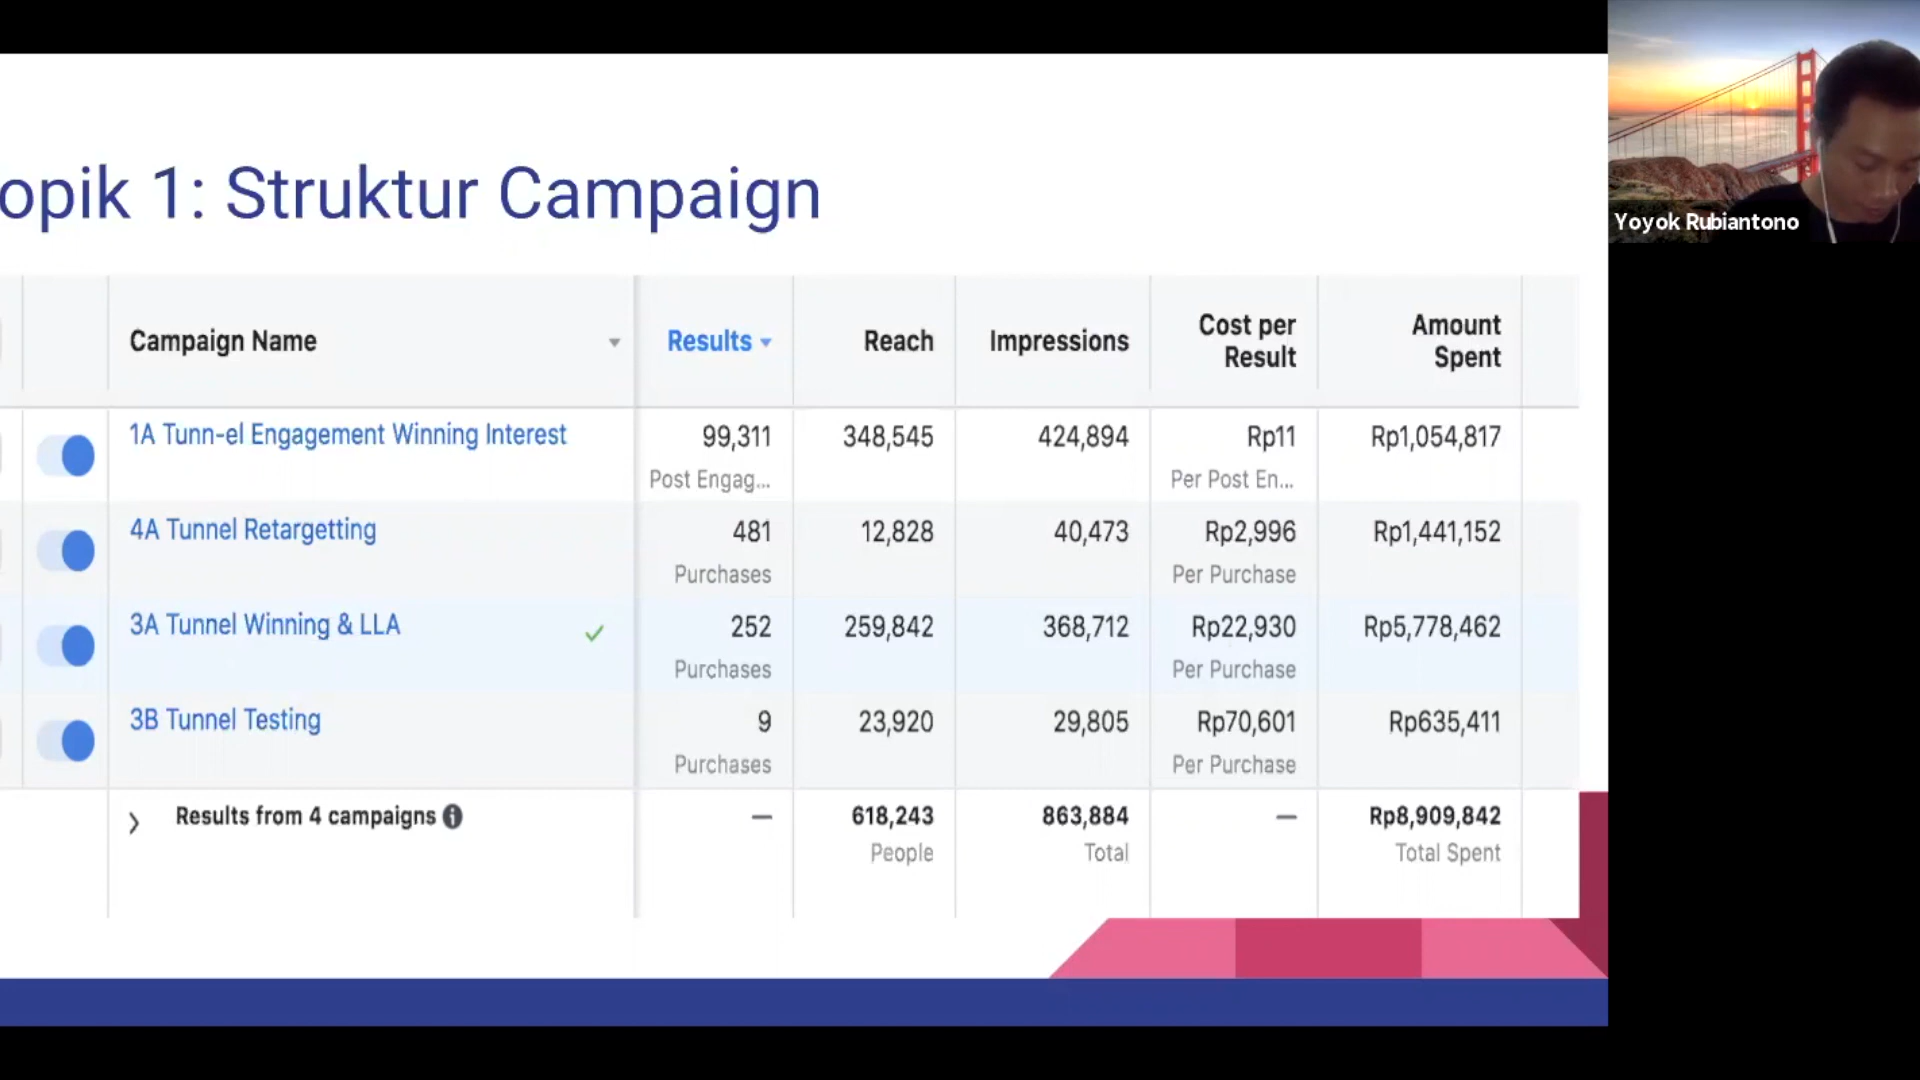 opik 1: Struktur Campaign
Yoyok Rubiantono
Campaign Name Results Reach Impressions Cost per Result Amount Spent
1A Tunn-el Engagement Winning Interest 99,311 348,545 424,894 Rp11 Rp1,054,817
Post Engag... Per Post En...
4A Tunnel Retargetting 481 12,828 40,473 Rp2,996 Rp1,441,152
Purchases Per Purchase
3A Tunnel Winning & LLA 252 259,842 368,712 Rp22,930 Rp5,778,462
Purchases Per Purchase
3B Tunnel Testing 9 23,920 29,805 Rp70,601 Rp635,411
Purchases Per Purchase
Results from 4 campaigns — 618,243 863,884 — Rp8,909,842
People Total Total Spent